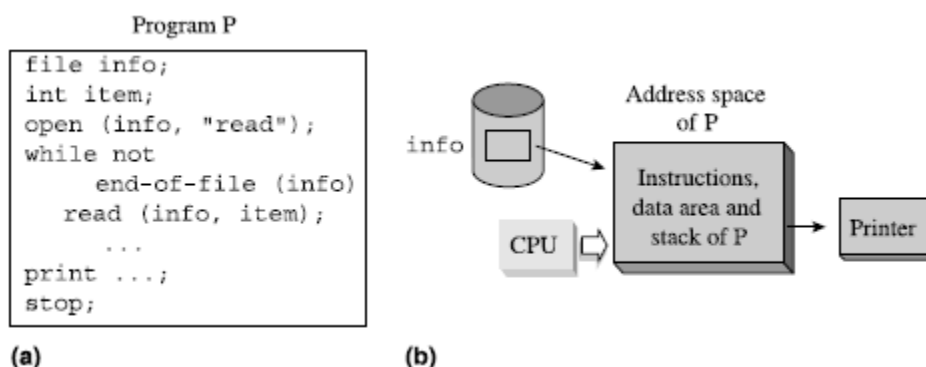 Program P
file info;
int item;
open (info, "read");
while not
end-of-file (info)
read (info, item);
...
print ...;
stop;
(a)
info
Address space
of P
Instructions,
data area and
stack of P
CPU
Printer
(b)